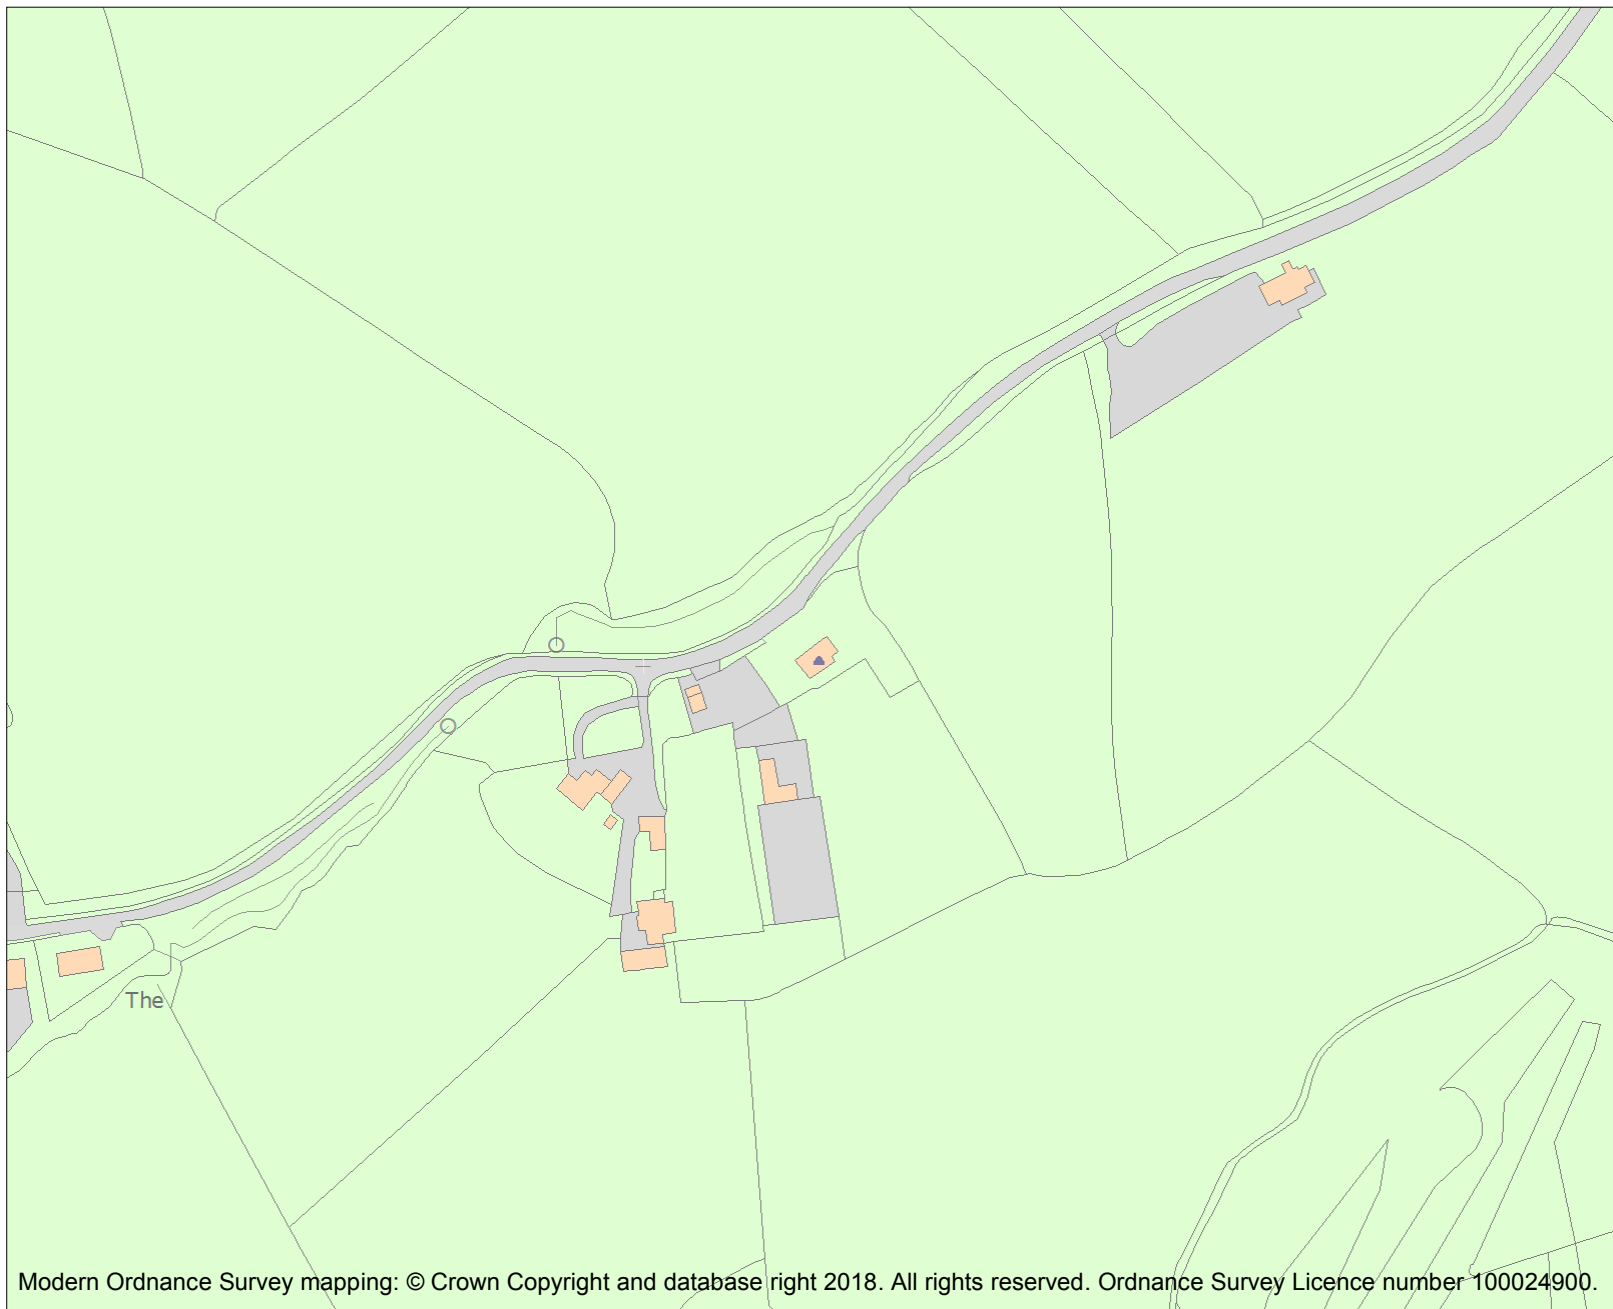 The
Modern Ordnance Survey mapping: © Crown Copyright and database right 2018. All rights reserved. Ordnance Survey Licence number 100024900.